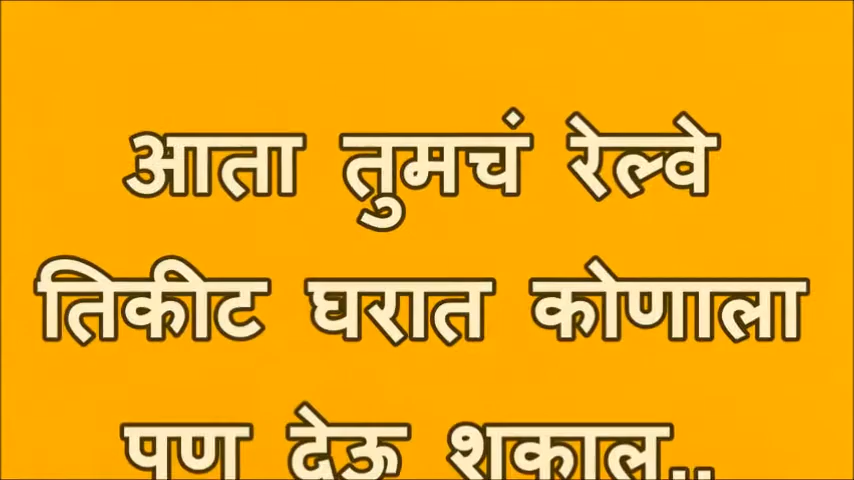 आता तुमचं रेल्वे
तिकीट घरात कोणाला
पण देऊ शकाल..